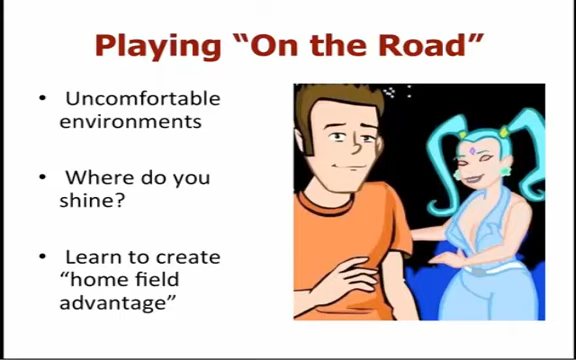 Playing “On the Road”
• Uncomfortable
environments
• Where do you
shine?
• Learn to create
“home field
advantage”